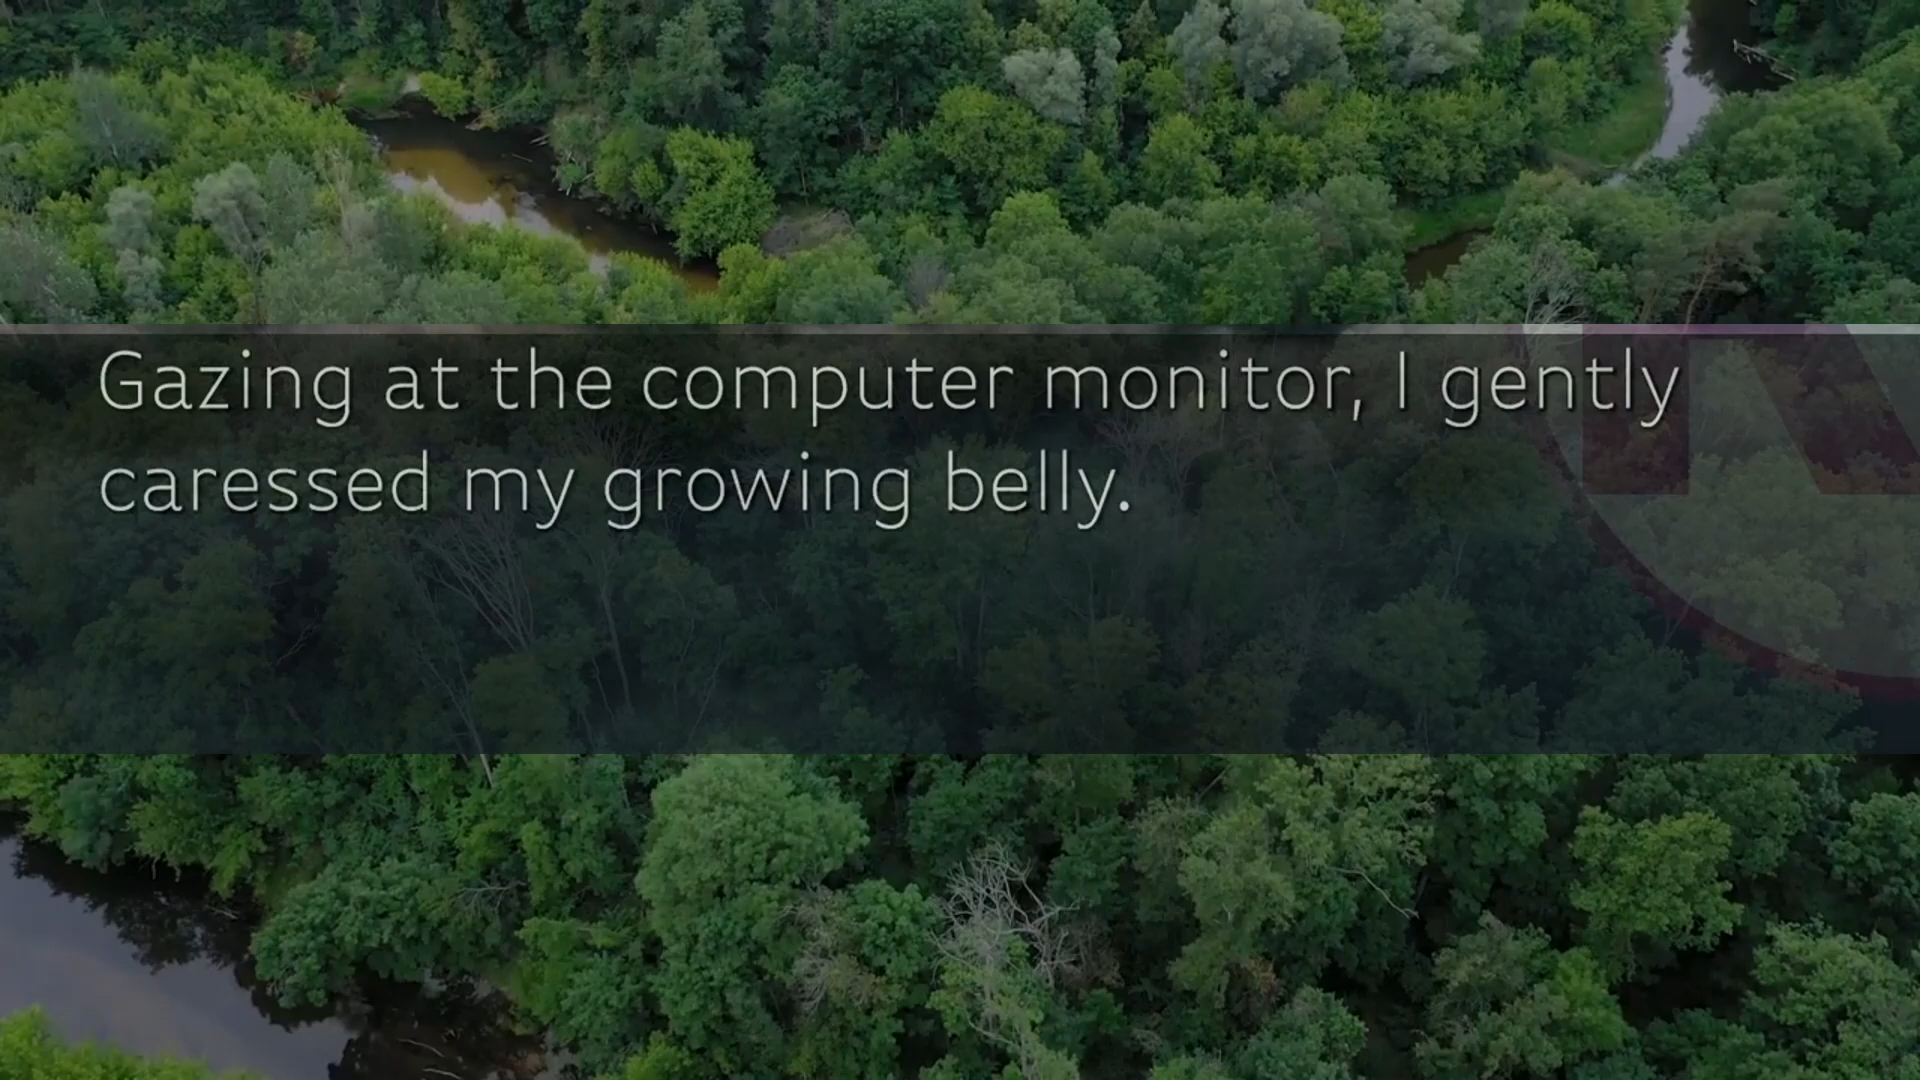 Gazing at the computer monitor, I gently
caressed my growing belly.